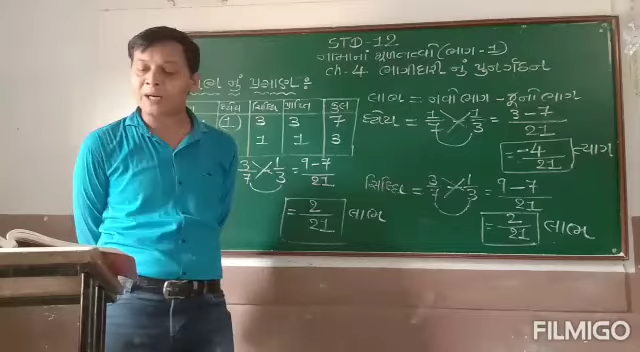 STD-12
નામાનાં મૂળતત્ત્વો (ભાગ-1)
ch-4 ભાગીદારી નું પુનર્ગઠન
નું પ્રમાણ :
ધ્યેય સિધ્ધિ પ્રાપ્તિ કુલ
(1) 3 3 7
1 1 3
3/7 × 1/3 = 9-7/21
= 2/21 લાભ
લાભ = નવો ભાગ - જૂનો ભાગ
ધ્યેય = 1/7 × 1/3 = 3-7/21
= -4/21 ત્યાગ
સિધ્ધિ = 3/7 × 1/3 = 9-7/21
= 2/21 લાભ
FILMIGO